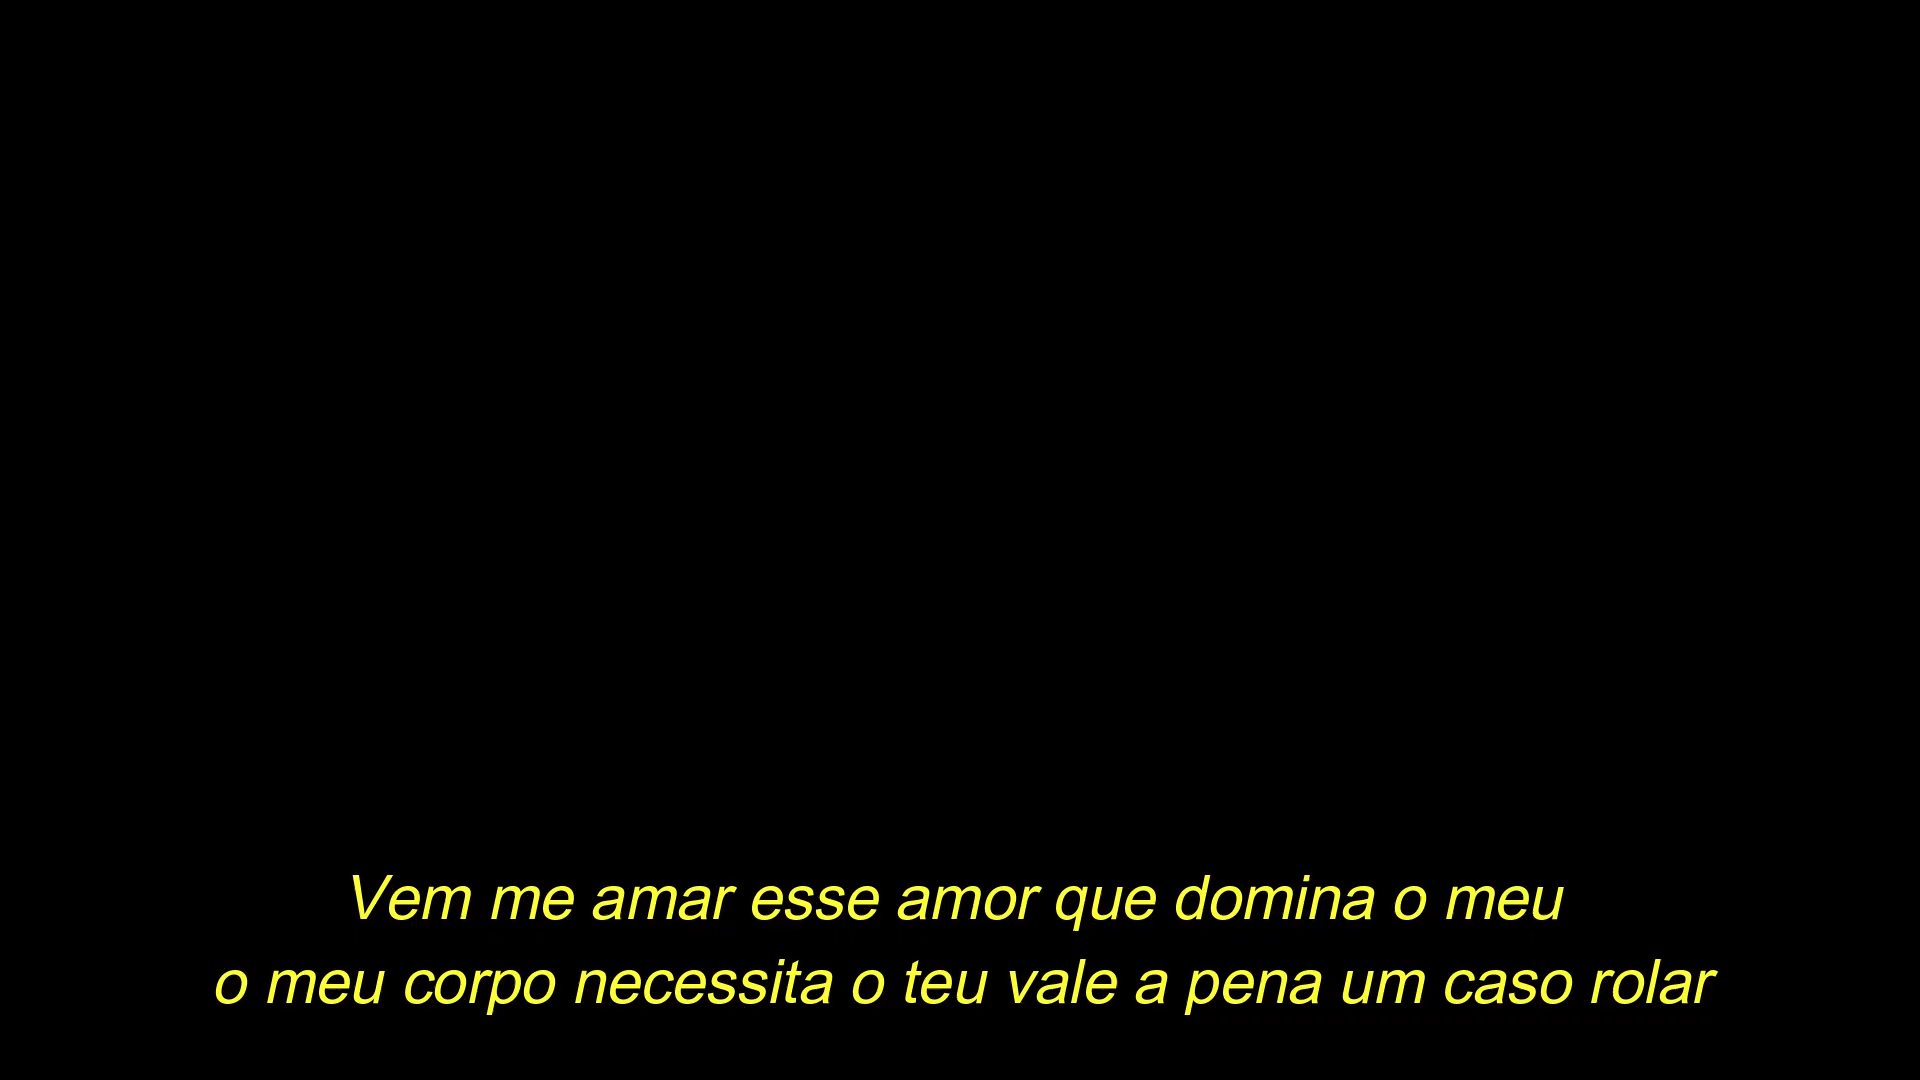 Vem me amar esse amor que domina o meu
o meu corpo necessita o teu vale a pena um caso rolar